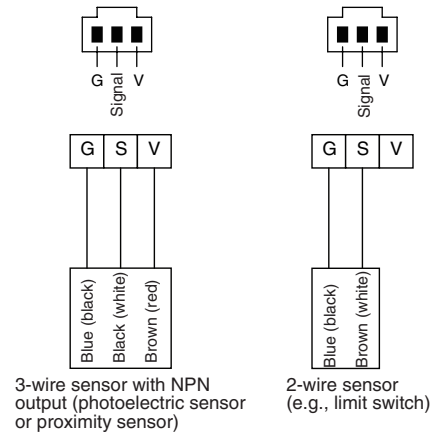 G Signal V
G Signal V
G S V
G S V
Blue (black)
Black (white)
Brown (red)
Blue (black)
Brown (white)
3-wire sensor with NPN
output (photoelectric sensor
or proximity sensor)
2-wire sensor
(e.g., limit switch)